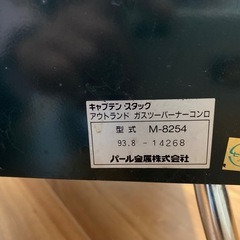 キャプテン スタック
アウトランド ガスツーバーナーコンロ
型式 M-8254
93.8-14268
パール金属株式会社